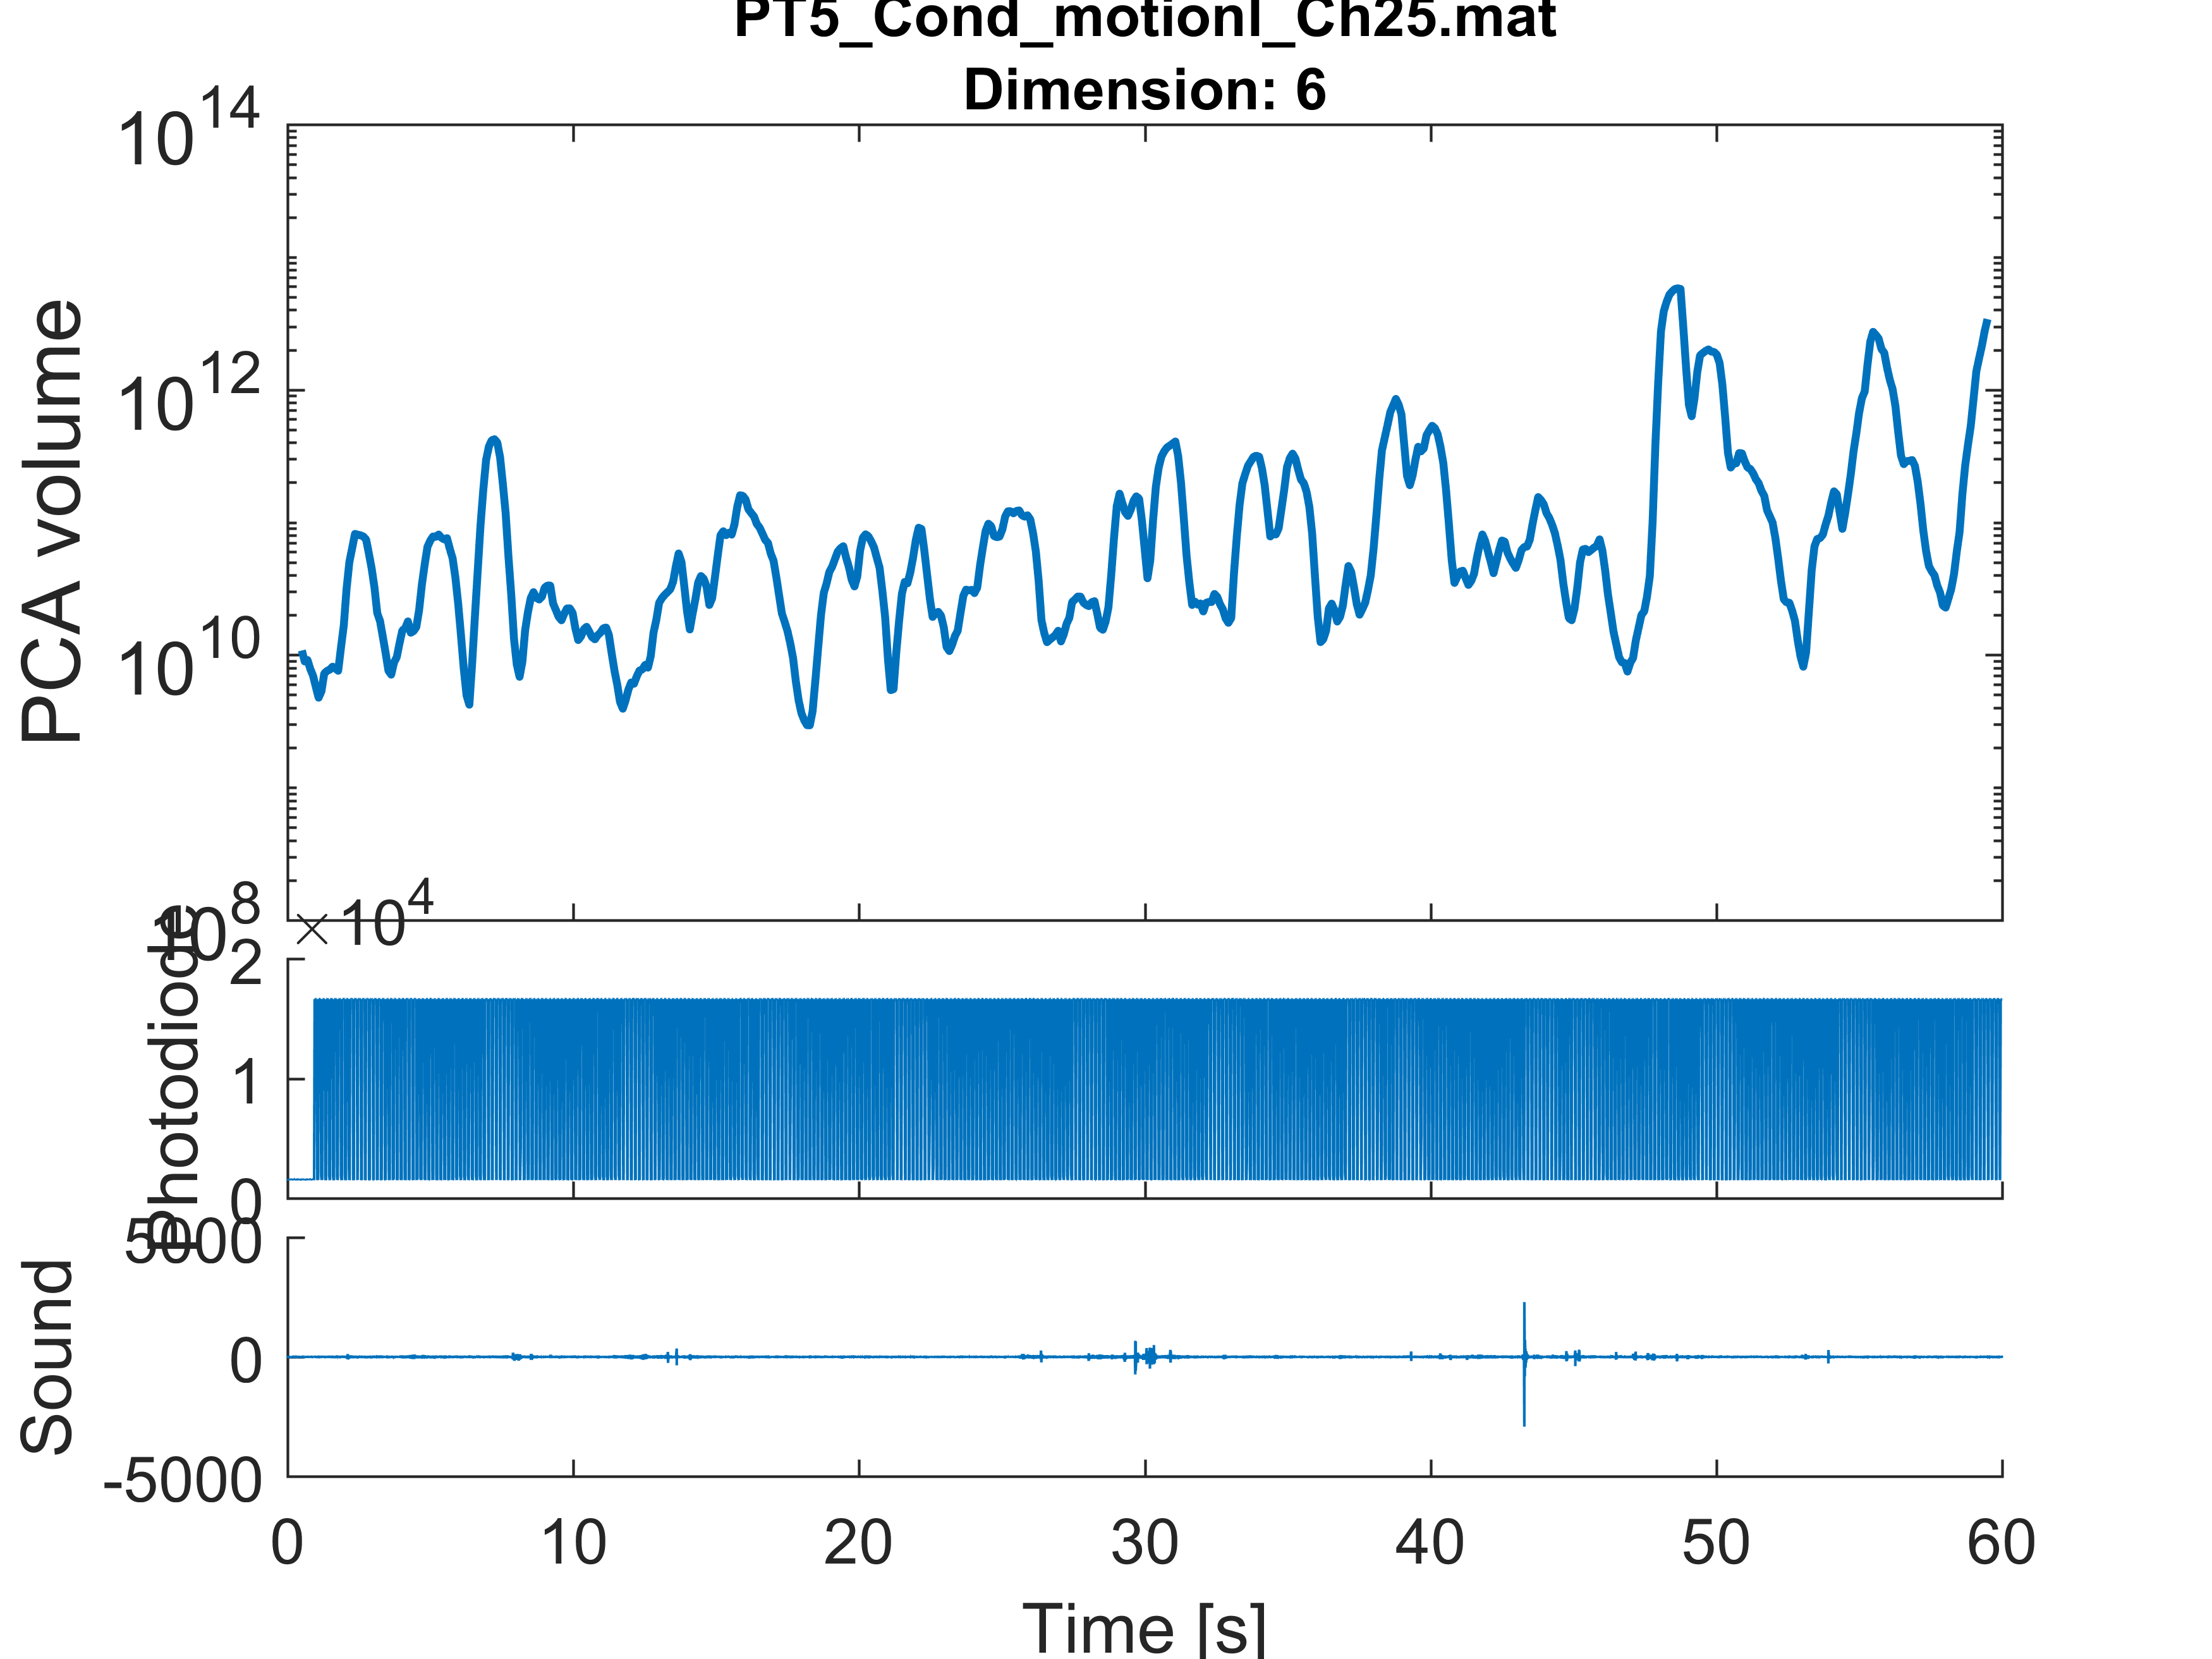 PT5_Cond_motionI_Ch25.mat
Dimension: 6
PCA volume
10^14
10^12
10^10
10^8
×10^4
Photodiode
2
1
0
Sound
5000
0
-5000
0 10 20 30 40 50 60
Time [s]